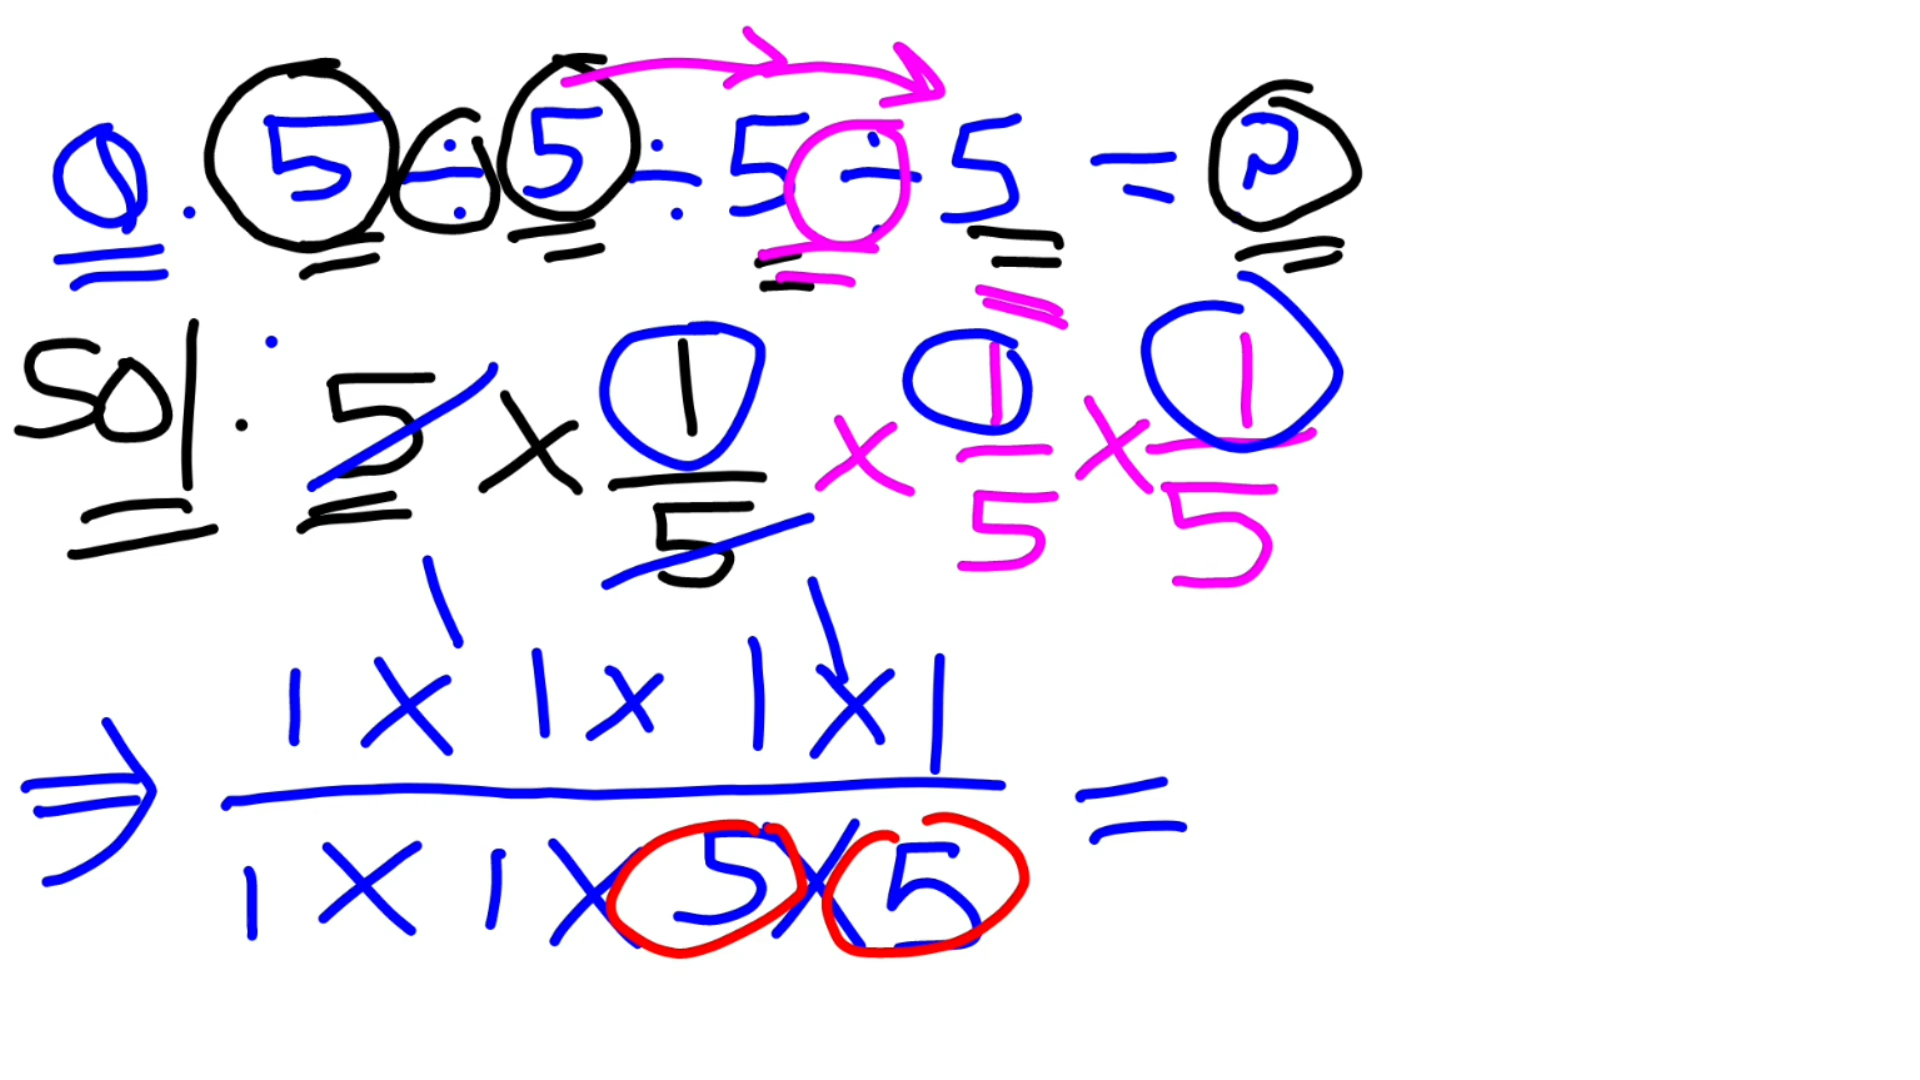 Q. 5 ÷ 5 ÷ 5 ÷ 5 = ?
Sol: 5 × 1/5 × 1/5 × 1/5
⇒ 1 × 1 × 1 × 1 / 1 × 1 × 5 × 5 =